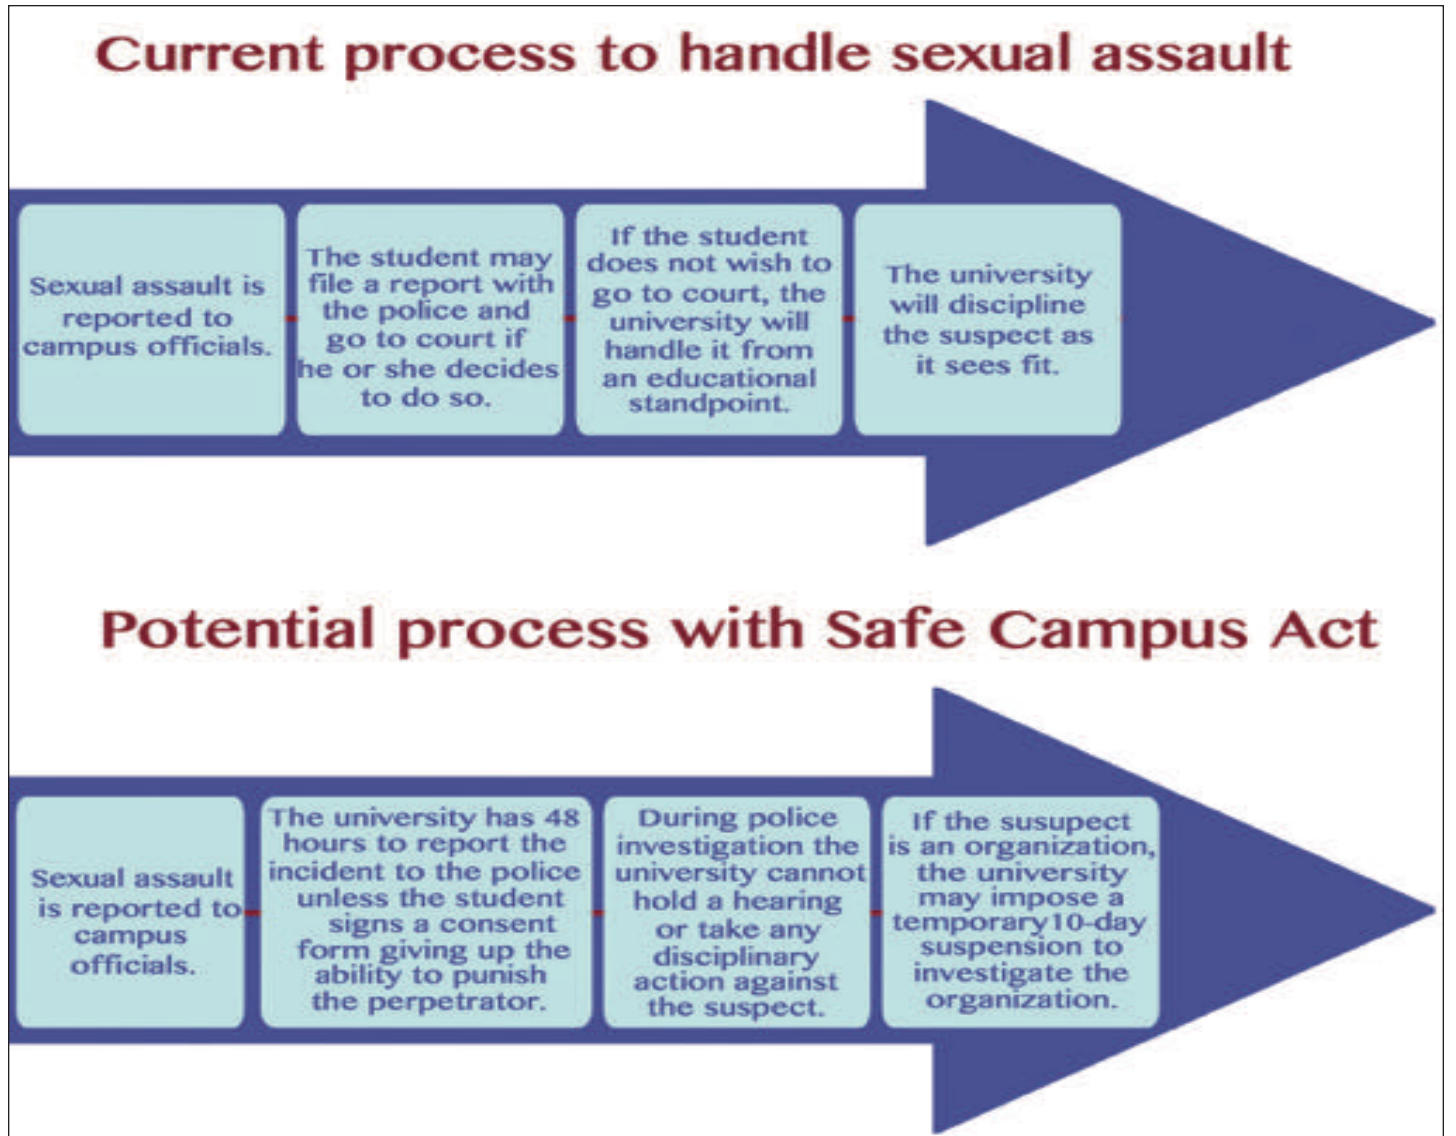 Current process to handle sexual assault
Sexual assault is
reported to
campus officials.
The student may
file a report with
the police and
go to court if
he or she decides
to do so.
If the student
does not wish to
go to court, the
university will
handle it from
an educational
standpoint.
The university
will discipline
the suspect as
it sees fit.
Potential process with Safe Campus Act
Sexual assault
is reported to
campus
officials.
The university has 48
hours to report the
incident to the police
unless the student
signs a consent
form giving up the
ability to punish
the perpetrator.
During police
investigation the
university cannot
hold a hearing
or take any
disciplinary
action against
the suspect.
If the susupect
is an organization,
the university
may impose a
temporary10-day
suspension to
investigate the
organization.